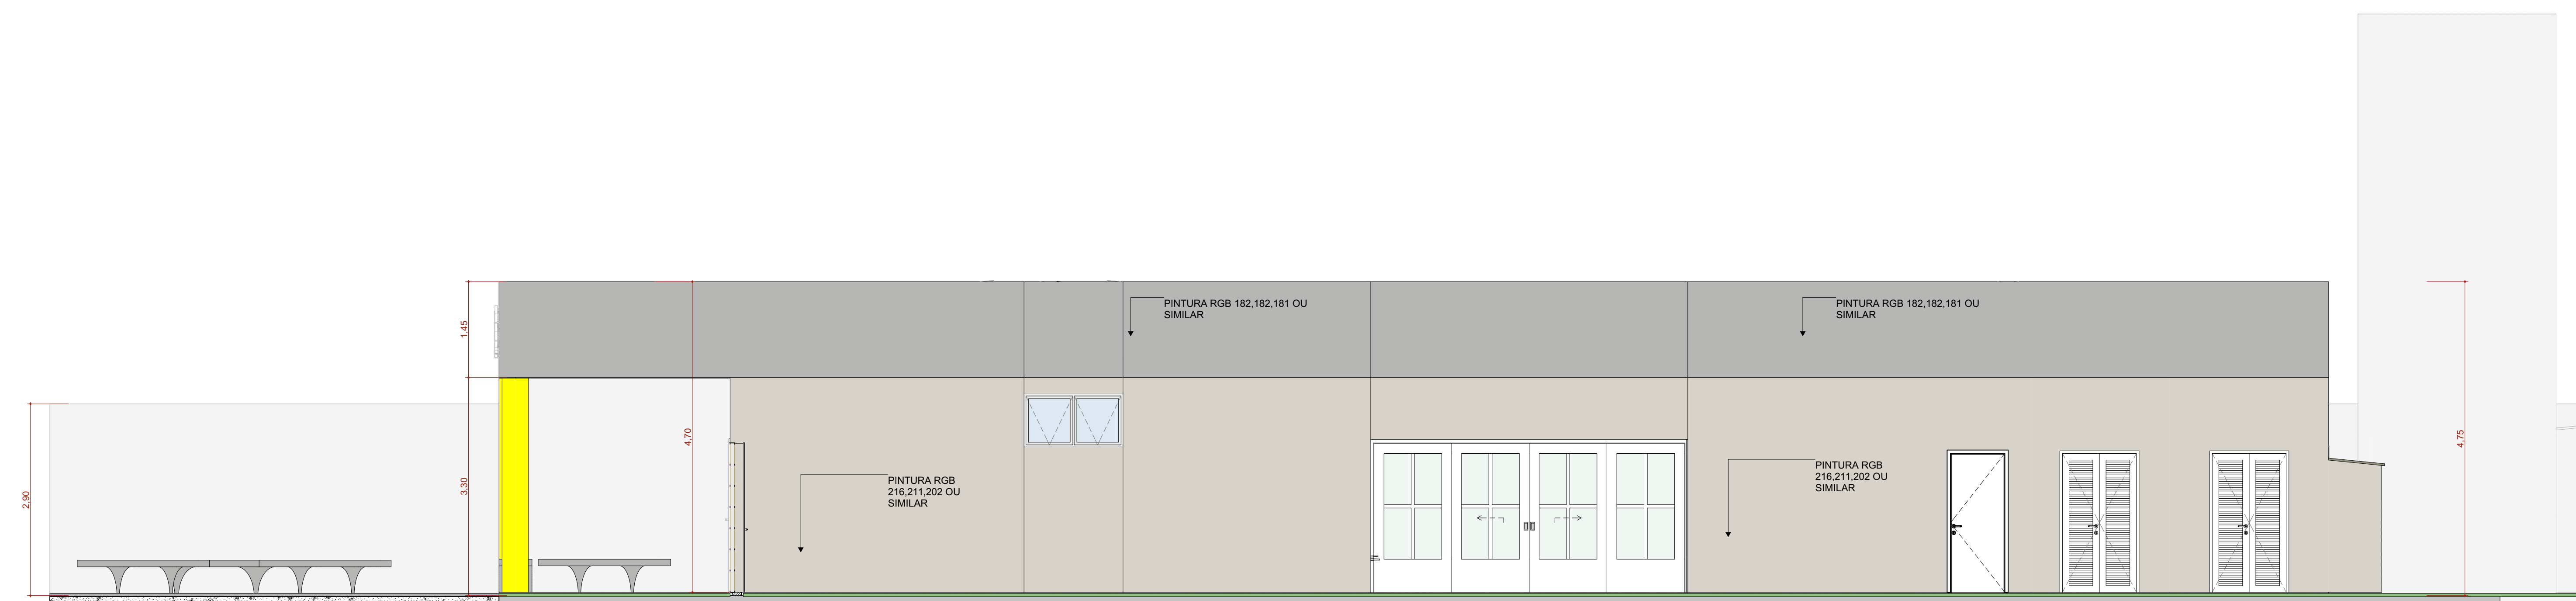 PINTURA RGB 182,182,181 OU
SIMILAR
PINTURA RGB 182,182,181 OU
SIMILAR
1,45
2,90
3,30
4,70
PINTURA RGB
216,211,202 OU
SIMILAR
PINTURA RGB
216,211,202 OU
SIMILAR
4,75